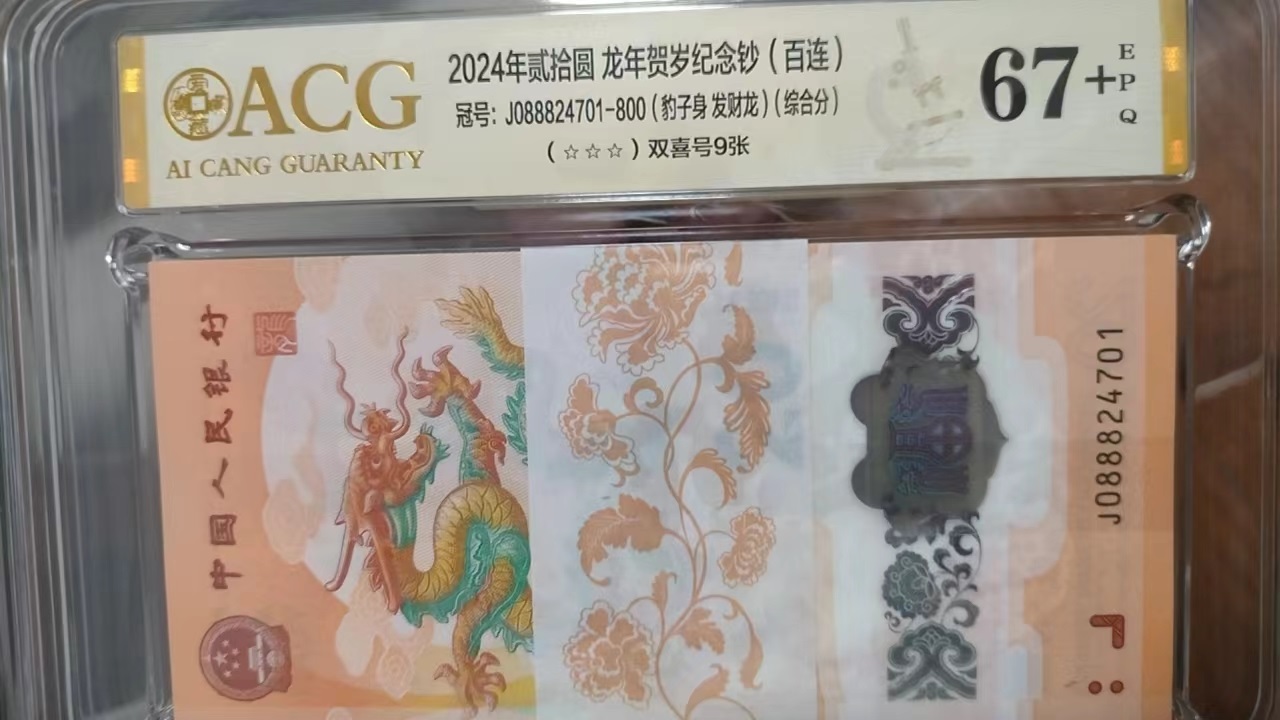 ACG
AI CANG GUARANTY
2024年贰拾圆 龙年贺岁纪念钞（百连）
冠号：J088824701-800（豹子身 发财龙）(综合分）
（☆☆☆）双喜号9张
67+
EPQ
中国人民银行
J088824701